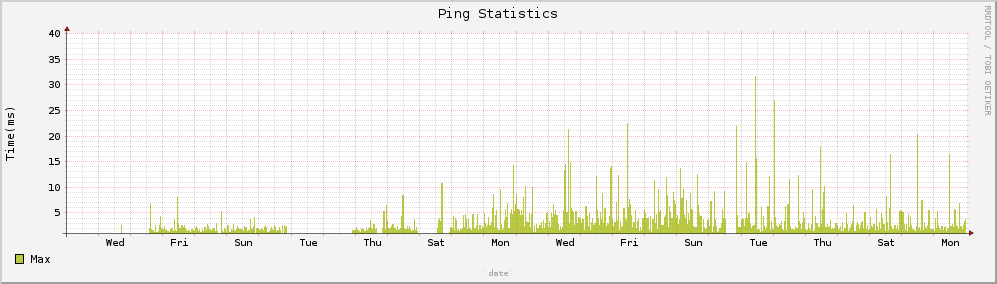 Ping Statistics
RRDTOOL / TOBI OETIKER
Time(ms)
40
35
30
25
20
15
10
5
Wed Fri Sun Tue Thu Sat Mon Wed Fri Sun Tue Thu Sat Mon
Max
`date`